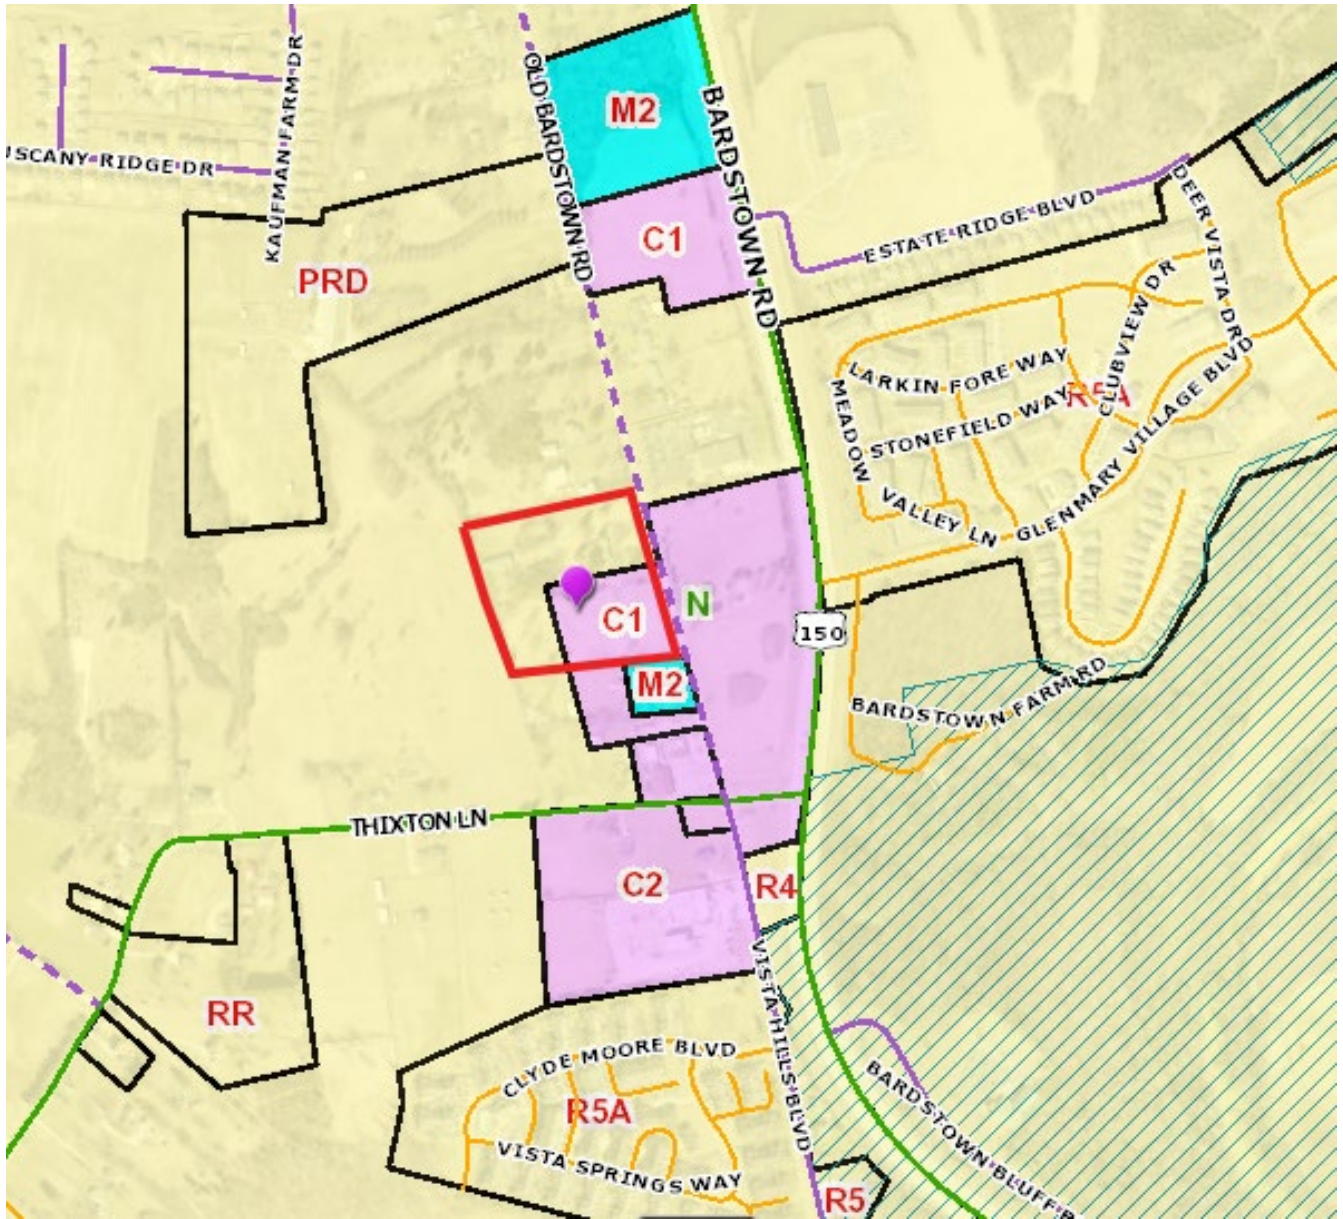 KAUFMAN FARM DR
USCANY RIDGE DR
OLD BARDSTOWN RD
M2
BARDSTOWN RD
C1
ESTATE RIDGE BLVD
DEER VISTA DR
PRD
CLUBVIEW DR
LARKIN FORE WAY
R5A
STONEFIELD WAY
MEADOW VALLEY LN
GLENMARY VILLAGE BLVD
N
C1
150
M2
BARDSTOWN FARM RD
THIXTON LN
C2
R4
VISTA HILLS BLVD
RR
CLYDE MOORE BLVD
R5A
VISTA SPRINGS WAY
BARDSTOWN BLUFF R
R5